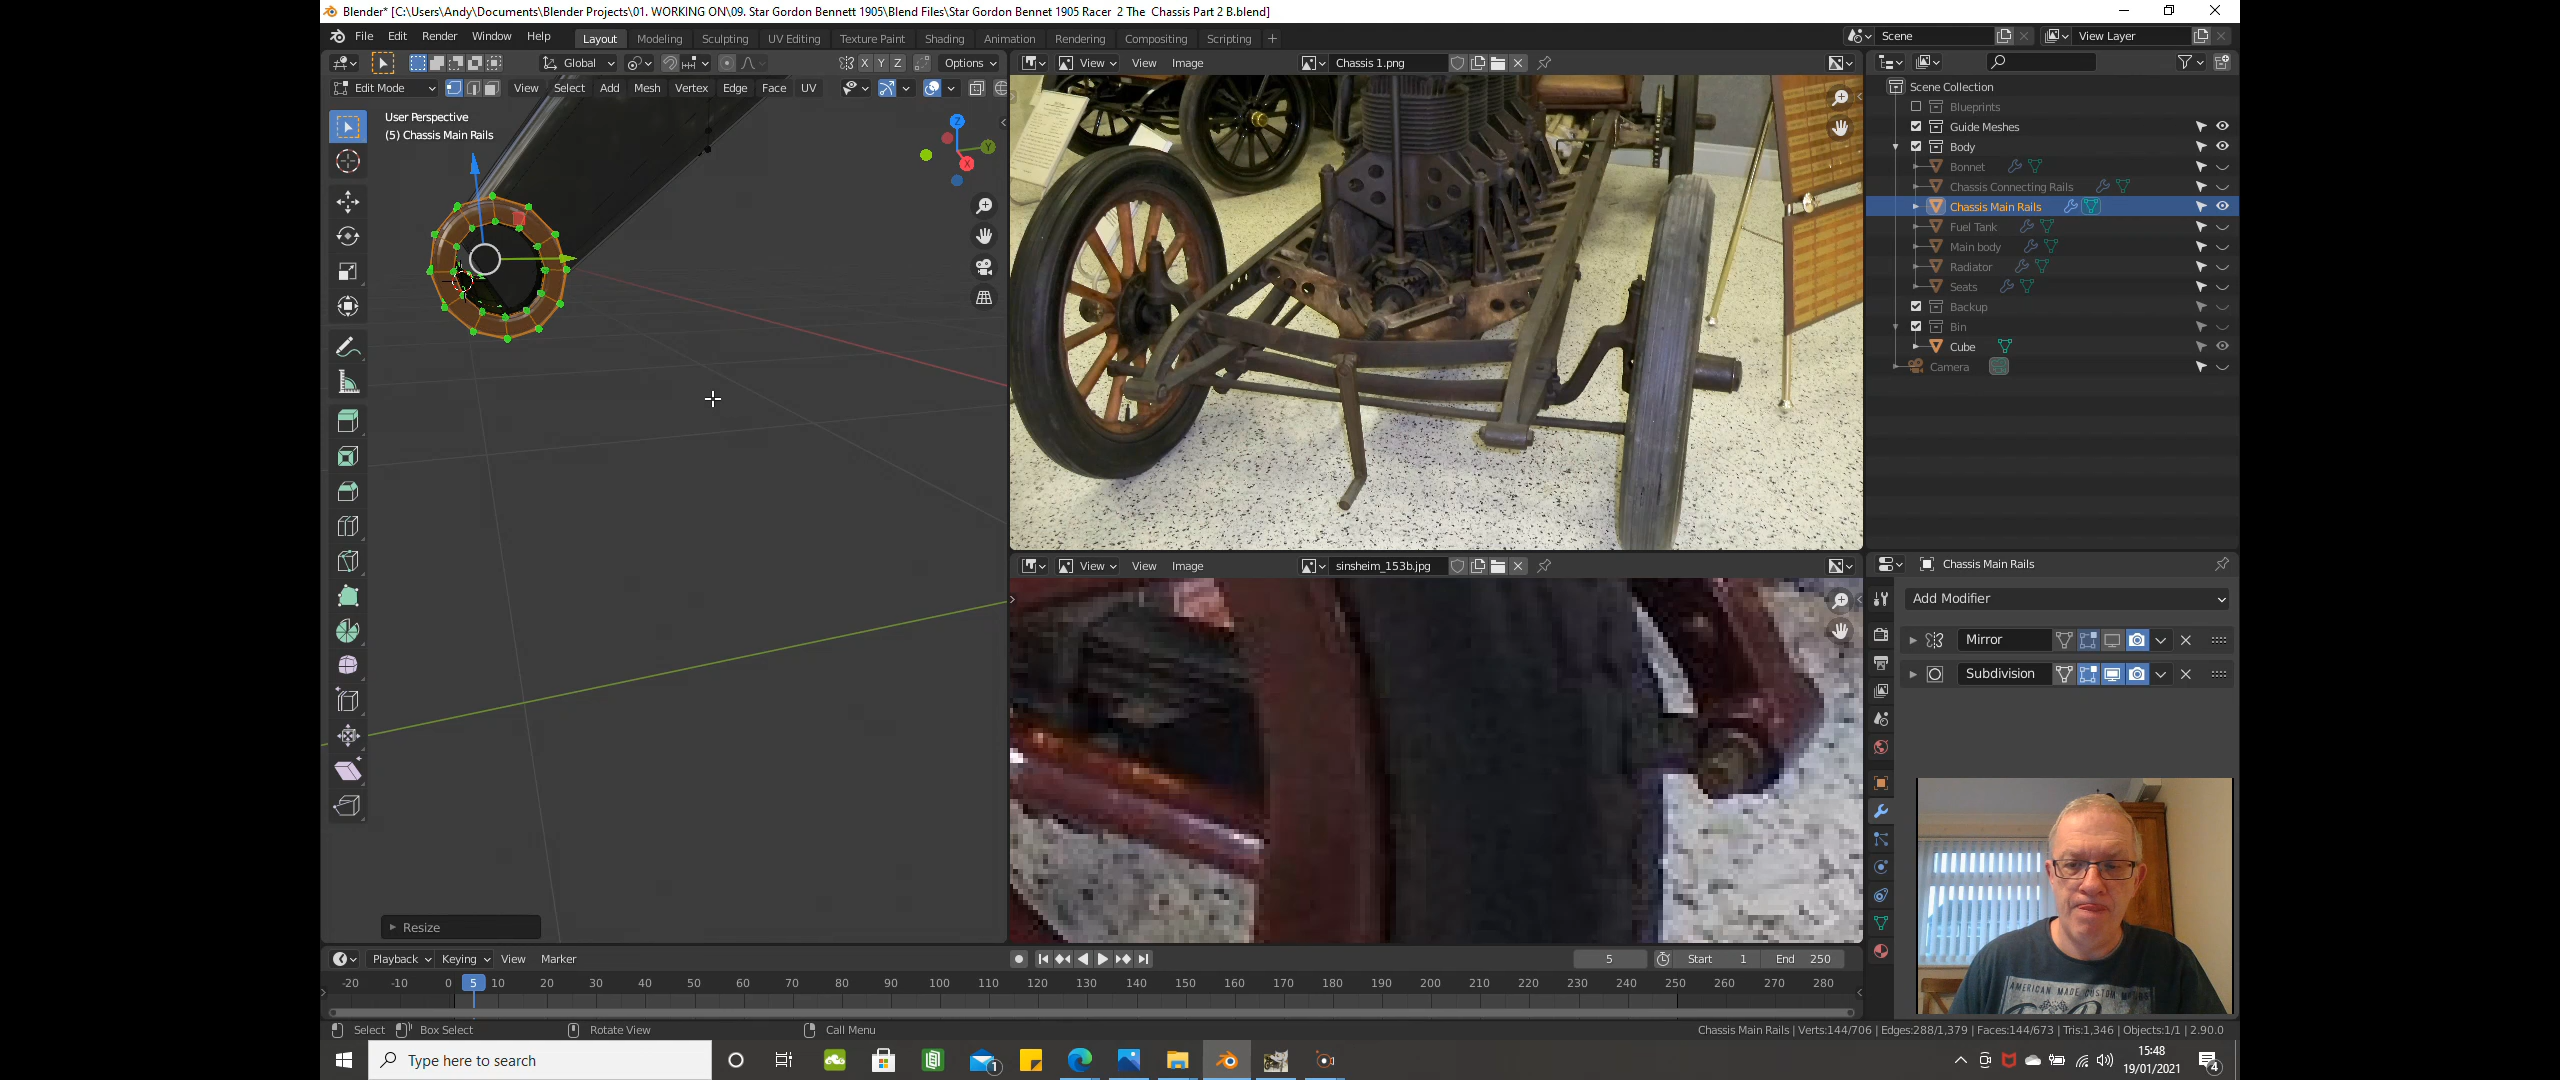 Blender* [C:\Users\Andy\Documents\Blender Projects\01. WORKING ON\09. Star Gordon Bennett 1905\Blend Files\Star Gordon Bennet 1905 Racer  2 The  Chassis Part 2 B.blend]
File Edit Render Window Help Layout Modeling Sculpting UV Editing Texture Paint Shading Animation Rendering Compositing Scripting + Scene View Layer
Global X Y Z Options View View Image Chassis 1.png
Edit Mode View Select Add Mesh Vertex Edge Face UV
User Perspective
(5) Chassis Main Rails
Z
Y
X
Scene Collection
Blueprints
Guide Meshes
Body
Bonnet
Chassis Connecting Rails
Chassis Main Rails
Fuel Tank
Main body
Radiator
Seats
Backup
Bin
Cube
Camera
View View Image sinsheim_153b.jpg
Chassis Main Rails
Add Modifier
Mirror
Subdivision
AMERICAN MADE CUSTOM
Resize
Playback Keying View Marker 5 Start 1 End 250
-20 -10 0 5 10 20 30 40 50 60 70 80 90 100 110 120 130 140 150 160 170 180 190 200 210 220 230 240 250 260 270 280
Select Box Select Rotate View Call Menu Chassis Main Rails | Verts:144/706 | Edges:288/1,379 | Faces:144/673 | Tris:1,346 | Objects:1/1 | 2.90.0
Type here to search 1 15:48
19/01/2021 4